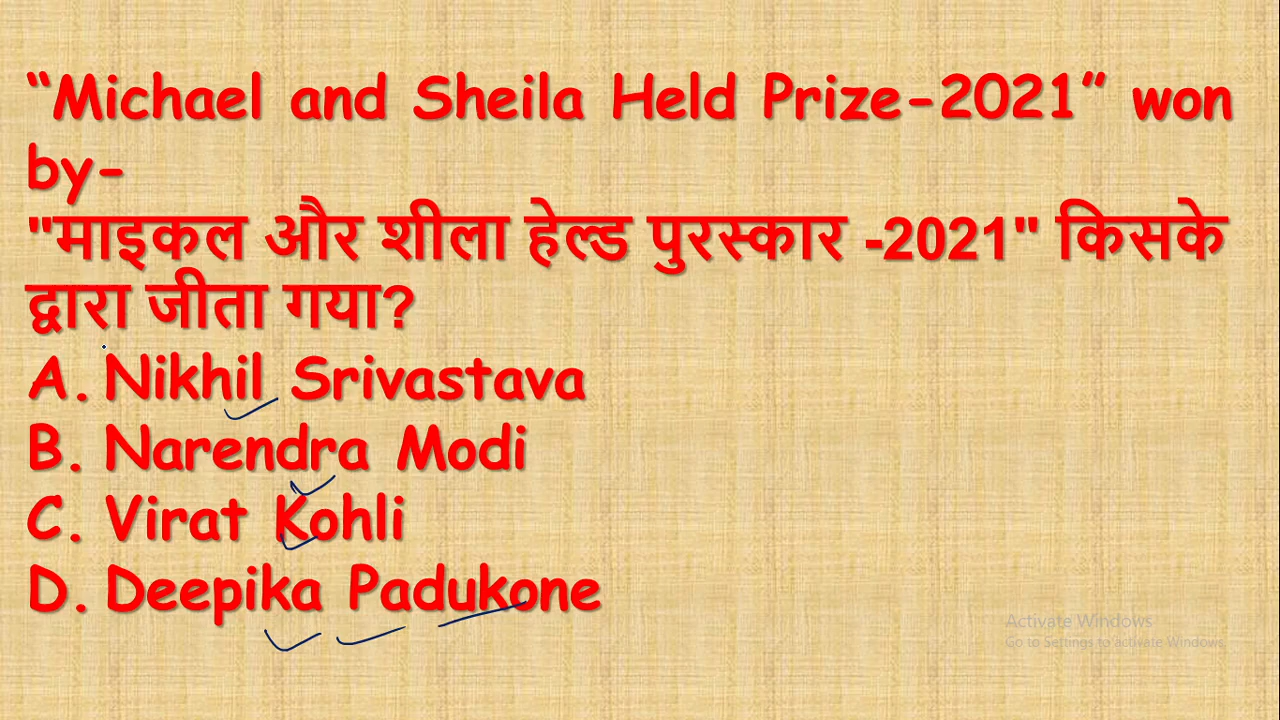 “Michael and Sheila Held Prize-2021” won
by-
"माइकल और शीला हेल्ड पुरस्कार -2021" किसके
द्वारा जीता गया?
A. Nikhil Srivastava
B. Narendra Modi
C. Virat Kohli
D. Deepika Padukone
Activate Windows
Go to Settings to activate Windows.